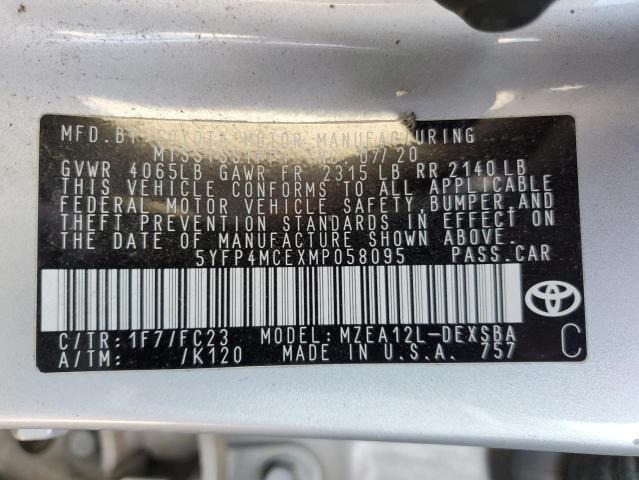 MFD. BY TOYOTA MOTOR MANUFACTURING
MISSISSIPPI, INC. 07/20
GVWR 4065LB GAWR FR 2315 LB RR 2140 LB
THIS VEHICLE CONFORMS TO ALL APPLICABLE
FEDERAL MOTOR VEHICLE SAFETY, BUMPER, AND
THEFT PREVENTION STANDARDS IN EFFECT ON
THE DATE OF MANUFACTURE SHOWN ABOVE.
5YFP4MCEXMP058095 PASS.CAR
C/TR: 1F7/FC23 MODEL: MZEA12L-DEXSBA
A/TM: /K120 MADE IN U.S.A. 757
C